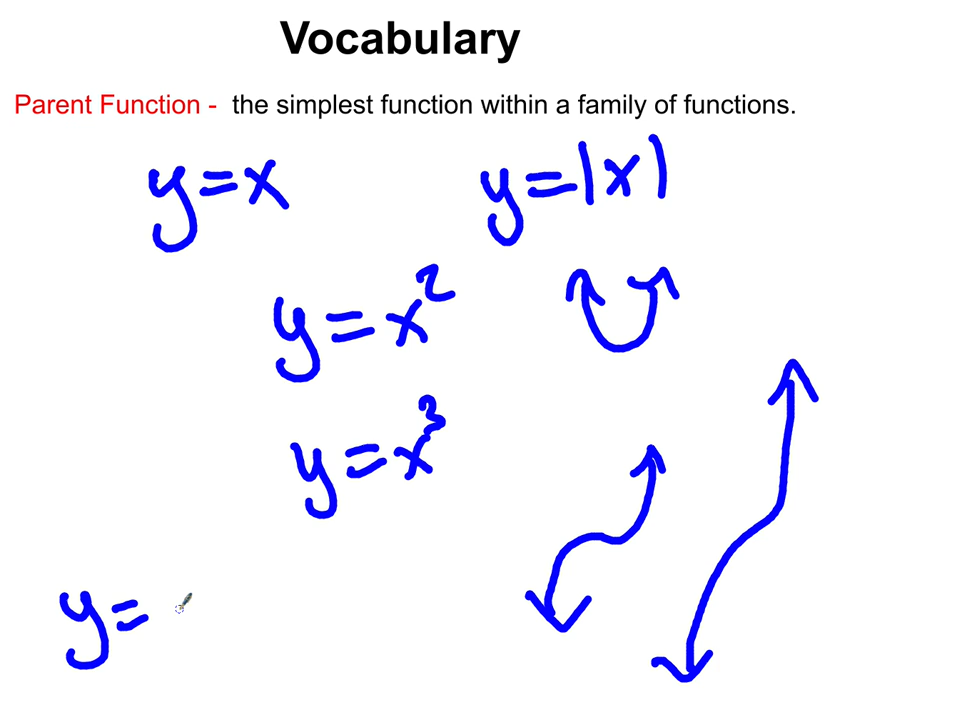 Vocabulary
Parent Function - the simplest function within a family of functions.
y=x y=|x|
y=x²
y=x³
y=